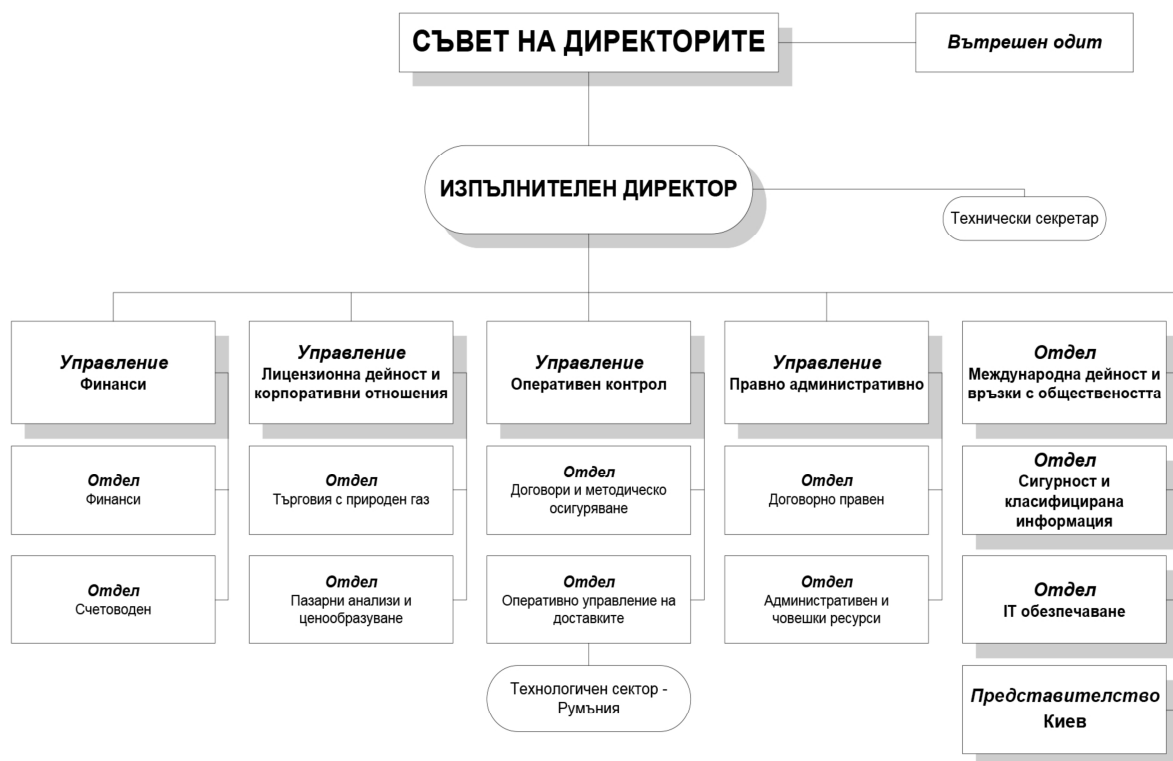 СЪВЕТ НА ДИРЕКТОРИТЕ
Вътрешен одит
ИЗПЪЛНИТЕЛЕН ДИРЕКТОР
Технически секретар
Управление
Финанси
Управление
Лицензионна дейност и
корпоративни отношения
Управление
Оперативен контрол
Управление
Правно административно
Отдел
Международна дейност и
връзки с обществеността
Отдел
Финанси
Отдел
Търговия с природен газ
Отдел
Договори и методическо
осигуряване
Отдел
Договорно правен
Отдел
Сигурност и
класифицирана
информация
Отдел
Счетоводен
Отдел
Пазарни анализи и
ценообразуване
Отдел
Оперативно управление на
доставките
Отдел
Административен и
човешки ресурси
Отдел
IT обезпечаване
Технологичен сектор -
Румъния
Представителство
Киев